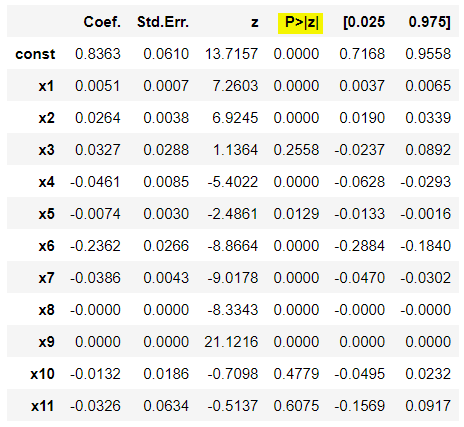 Coef. Std.Err. z P>|z| [0.025 0.975]
const 0.8363 0.0610 13.7157 0.0000 0.7168 0.9558
x1 0.0051 0.0007 7.2603 0.0000 0.0037 0.0065
x2 0.0264 0.0038 6.9245 0.0000 0.0190 0.0339
x3 0.0327 0.0288 1.1364 0.2558 -0.0237 0.0892
x4 -0.0461 0.0085 -5.4022 0.0000 -0.0628 -0.0293
x5 -0.0074 0.0030 -2.4861 0.0129 -0.0133 -0.0016
x6 -0.2362 0.0266 -8.8664 0.0000 -0.2884 -0.1840
x7 -0.0386 0.0043 -9.0178 0.0000 -0.0470 -0.0302
x8 -0.0000 0.0000 -8.3343 0.0000 -0.0000 -0.0000
x9 0.0000 0.0000 21.1216 0.0000 0.0000 0.0000
x10 -0.0132 0.0186 -0.7098 0.4779 -0.0495 0.0232
x11 -0.0326 0.0634 -0.5137 0.6075 -0.1569 0.0917